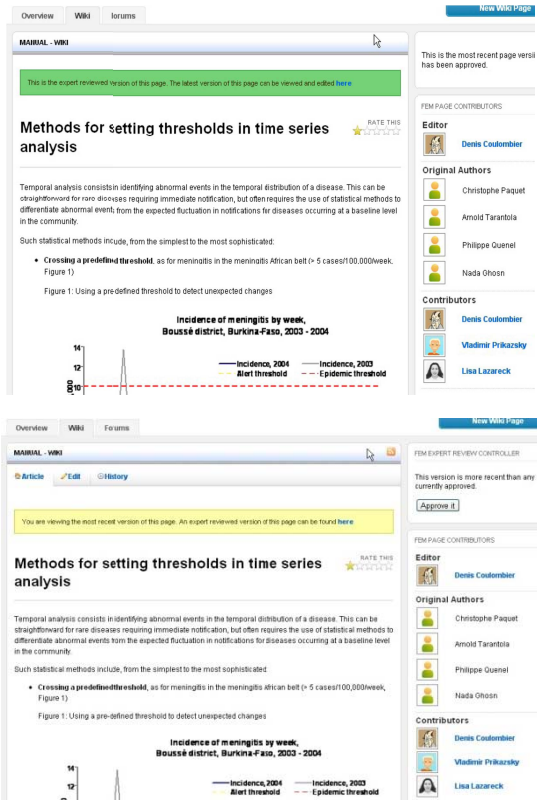 Overview Wiki forums
New Wiki Page
MANUAL - WIKI
This is the expert reviewed version of this page. The latest version of this page can be viewed and edited here
Methods for setting thresholds in time series
analysis
RATE THIS
Temporal analysis consists in identifying abnormal events in the temporal distribution of a disease. This can be
straightforward for rare diseases requiring immediate notification, but often requires the use of statistical methods to
differentiate abnormal events from the expected fluctuation in notifications for diseases occurring at a baseline level
in the community.
Such statistical methods include, from the simplest to the most sophisticated:
• Crossing a predefined threshold, as for meningitis in the meningitis African belt (> 5 cases/100.000/week.
Figure 1)
Figure 1: Using a pre-defined threshold to detect unexpected changes
Incidence of meningitis by week,
Boussé district, Burkina-Faso, 2003 - 2004
14
12
10
Incidence, 2004 Incidence, 2003
Alert threshold Epidemic threshold
This is the most recent page versi
has been approved.
FEM PAGE CONTRIBUTORS
Editor
Denis Coulombier
Original Authors
Christophe Paquet
Arnold Tarantola
Philippe Quenel
Nada Ghosn
Contributors
Denis Coulombier
Vladimir Prikazsky
Lisa Lazareck
Overview Wiki Forums
New Wiki Page
MANUAL - WIKI
Article Edit History
You are viewing the most recent version of this page. An expert reviewed version of this page can be found here
Methods for setting thresholds in time series
analysis
RATE THIS
Temporal analysis consists in identifying abnormal events in the temporal distribution of a disease. This can be
straightforward for rare diseases requiring immediate notification, but often requires the use of statistical methods to
differentiate abnormal events from the expected fluctuation in notifications for diseases occurring at a baseline level
in the community.
Such statistical methods include, from the simplest to the most sophisticated:
• Crossing a predefined threshold, as for meningitis in the meningitis African belt (> 5 cases/100,000/week,
Figure 1)
Figure 1: Using a pre-defined threshold to detect unexpected changes
Incidence of meningitis by week,
Boussé district, Burkina-Faso, 2003 - 2004
14
12
Incidence, 2004 Incidence, 2003
Alert threshold Epidemic threshold
FEM EXPERT REVIEW CONTROLLER
This version is more recent than any
currently approved.
Approve it
FEM PAGE CONTRIBUTORS
Editor
Denis Coulombier
Original Authors
Christophe Paquet
Arnold Tarantola
Philippe Quenel
Nada Ghosn
Contributors
Denis Coulombier
Vladimir Prikazsky
Lisa Lazareck